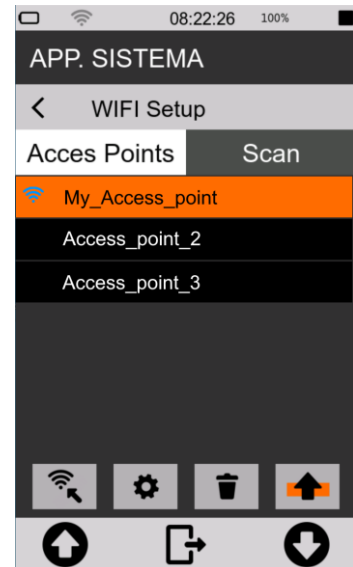 08:22:26 100%
APP. SISTEMA
WIFI Setup
Acces Points Scan
My_Access_point
Access_point_2
Access_point_3